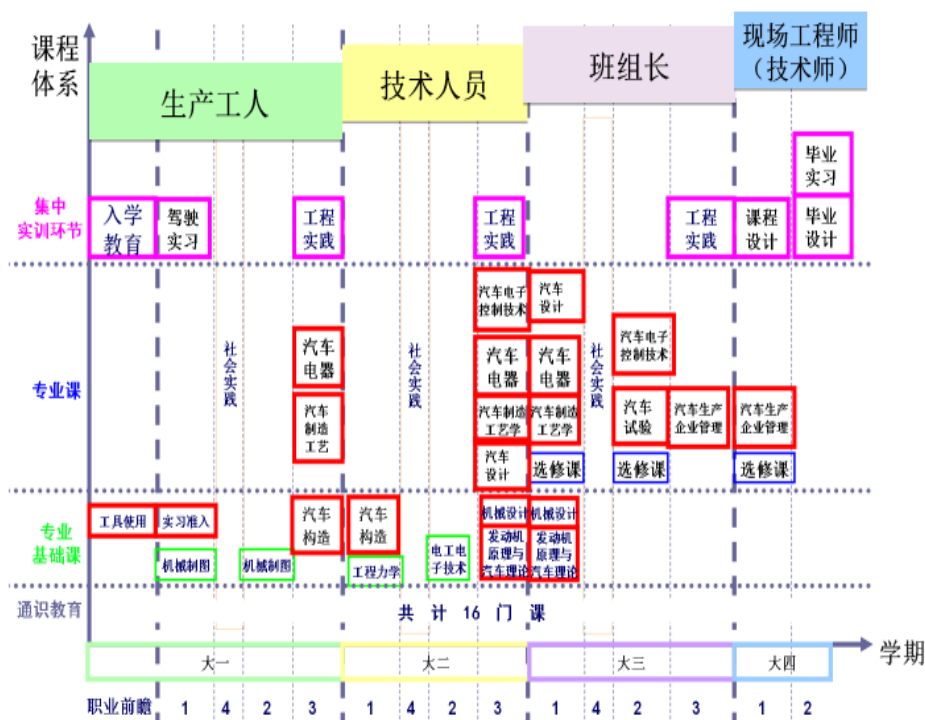 课程
体系
生产工人
技术人员
班组长
现场工程师
（技术师）
毕业
实习
集中
实训环节
入学
教育
驾驶
实习
工程
实践
工程
实践
工程
实践
课程
设计
毕业
设计
专业课
社会实践
汽车
电器
汽车
制造
工艺
社会实践
汽车电子
控制技术
汽车
电器
汽车制造
工艺学
汽车
设计
汽车
设计
汽车
电器
汽车制造
工艺学
选修课
社会实践
汽车电子
控制技术
汽车
试验
选修课
汽车生产
企业管理
汽车生产
企业管理
选修课
专业
基础课
工具使用
实习准入
机械制图
机械制图
汽车
构造
汽车
构造
工程力学
电工电
子技术
机械设计
发动机
原理与
汽车理论
机械设计
发动机
原理与
汽车理论
通识教育
共 计 16 门 课
大一
大二
大三
大四
学期
职业前瞻 1 4 2 3 1 4 2 3 1 4 2 3 1 2